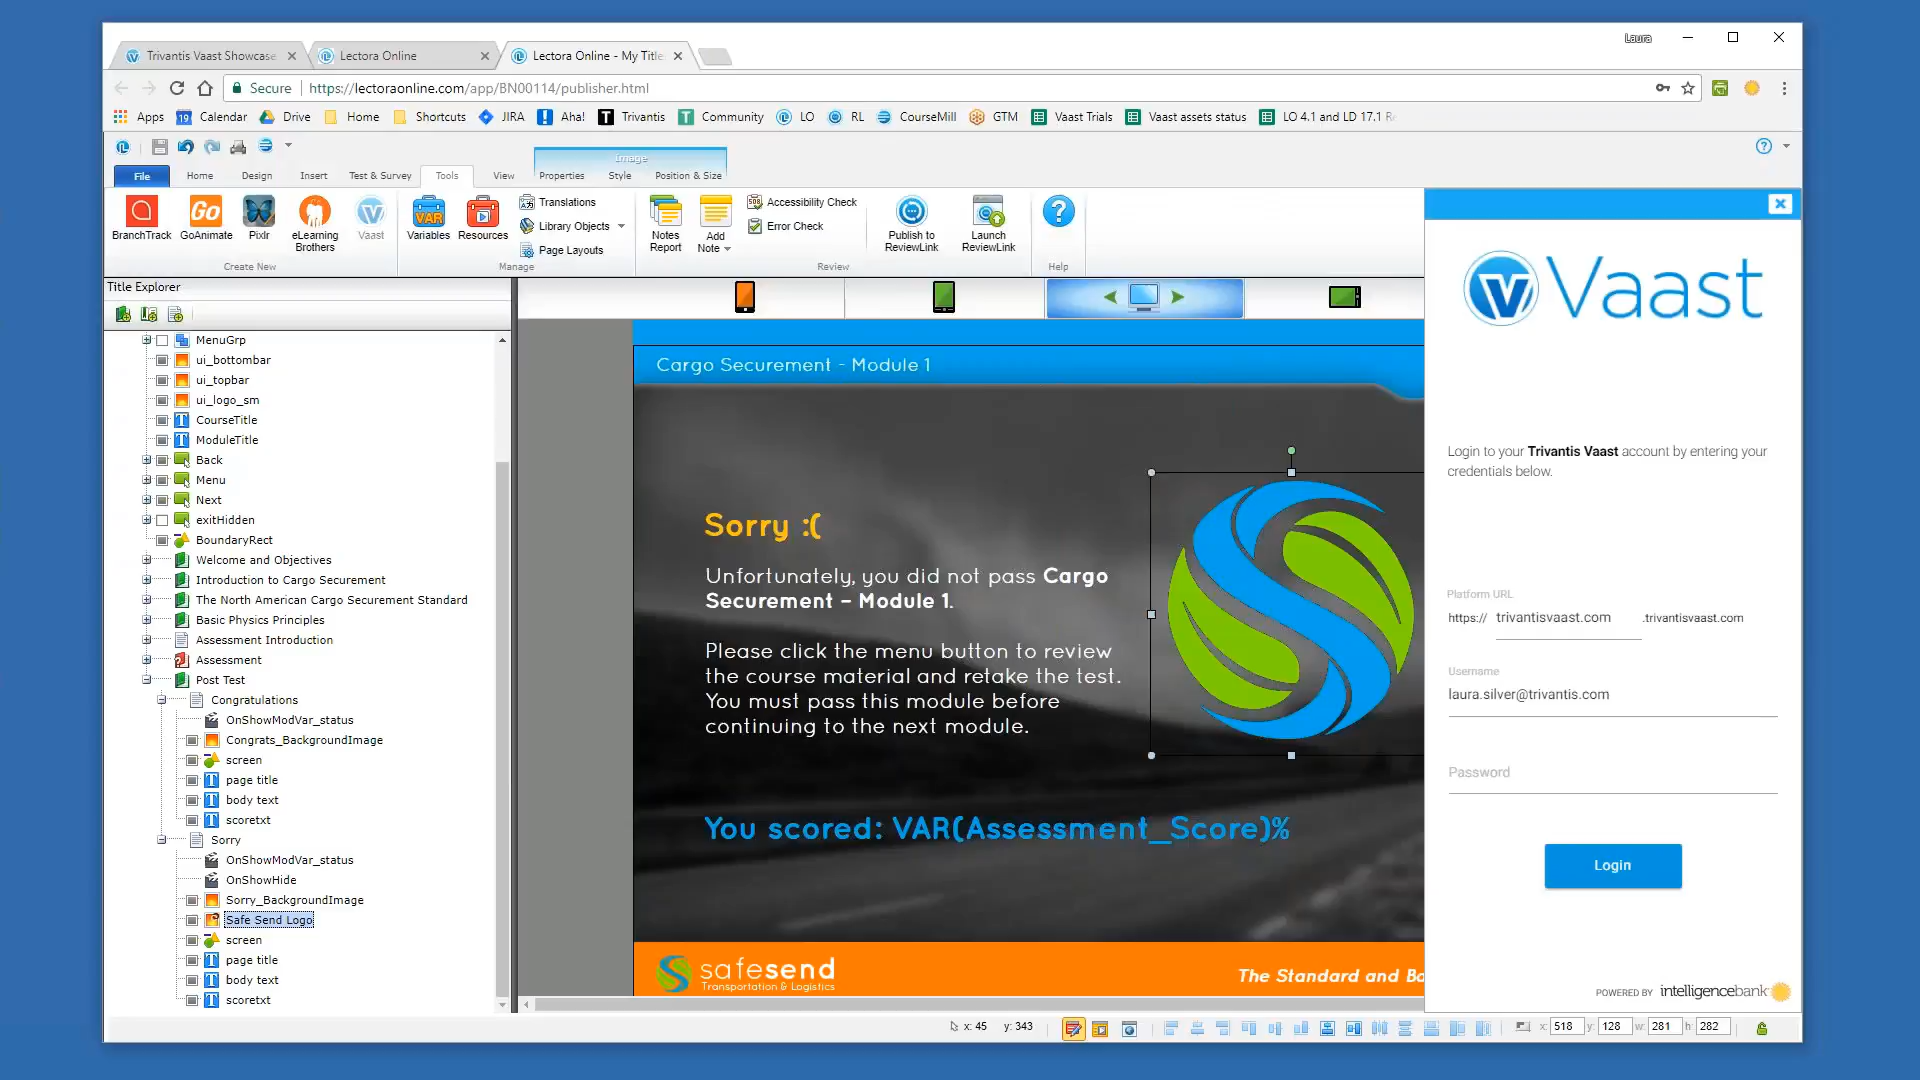 Laura
Trivantis Vaast Showcase
Lectora Online
Lectora Online - My Title
Secure
https://lectoraonline.com/app/BN00114/publisher.html
Apps
19
Calendar
Drive
Home
Shortcuts
JIRA
Aha!
Trivantis
Community
LO
RL
CourseMill
GTM
Vaast Trials
Vaast assets status
LO 4.1 and LD 17.1 Re
Image
File
Home
Design
Insert
Test & Survey
Tools
View
Properties
Style
Position & Size
BranchTrack
Go
GoAnimate
Pixlr
eLearning
Brothers
Vaast
Create New
VAR
Variables
Resources
Translations
Library Objects
Page Layouts
Manage
Notes
Report
Add
Note
508
Accessibility Check
Error Check
Review
Publish to
ReviewLink
Launch
ReviewLink
Help
Title Explorer
MenuGrp
ui_bottombar
ui_topbar
ui_logo_sm
CourseTitle
ModuleTitle
Back
Menu
Next
exitHidden
BoundaryRect
Welcome and Objectives
Introduction to Cargo Securement
The North American Cargo Securement Standard
Basic Physics Principles
Assessment Introduction
Assessment
Post Test
Congratulations
OnShowModVar_status
Congrats_BackgroundImage
screen
page title
body text
scoretxt
Sorry
OnShowModVar_status
OnShowHide
Sorry_BackgroundImage
Safe Send Logo
screen
page title
body text
scoretxt
Cargo Securement - Module 1
Sorry :(
Unfortunately, you did not pass Cargo
Securement – Module 1.
Please click the menu button to review
the course material and retake the test.
You must pass this module before
continuing to the next module.
You scored: VAR(Assessment_Score)%
safesend
Transportation & Logistics
The Standard and Ba
Vaast
Login to your Trivantis Vaast account by entering your
credentials below.
Platform URL
https:// trivantisvaast.com .trivantisvaast.com
Username
laura.silver@trivantis.com
Password
Login
POWERED BY intelligencebank
x: 45 y: 343
x: 518 y: 128 w: 281 h: 282